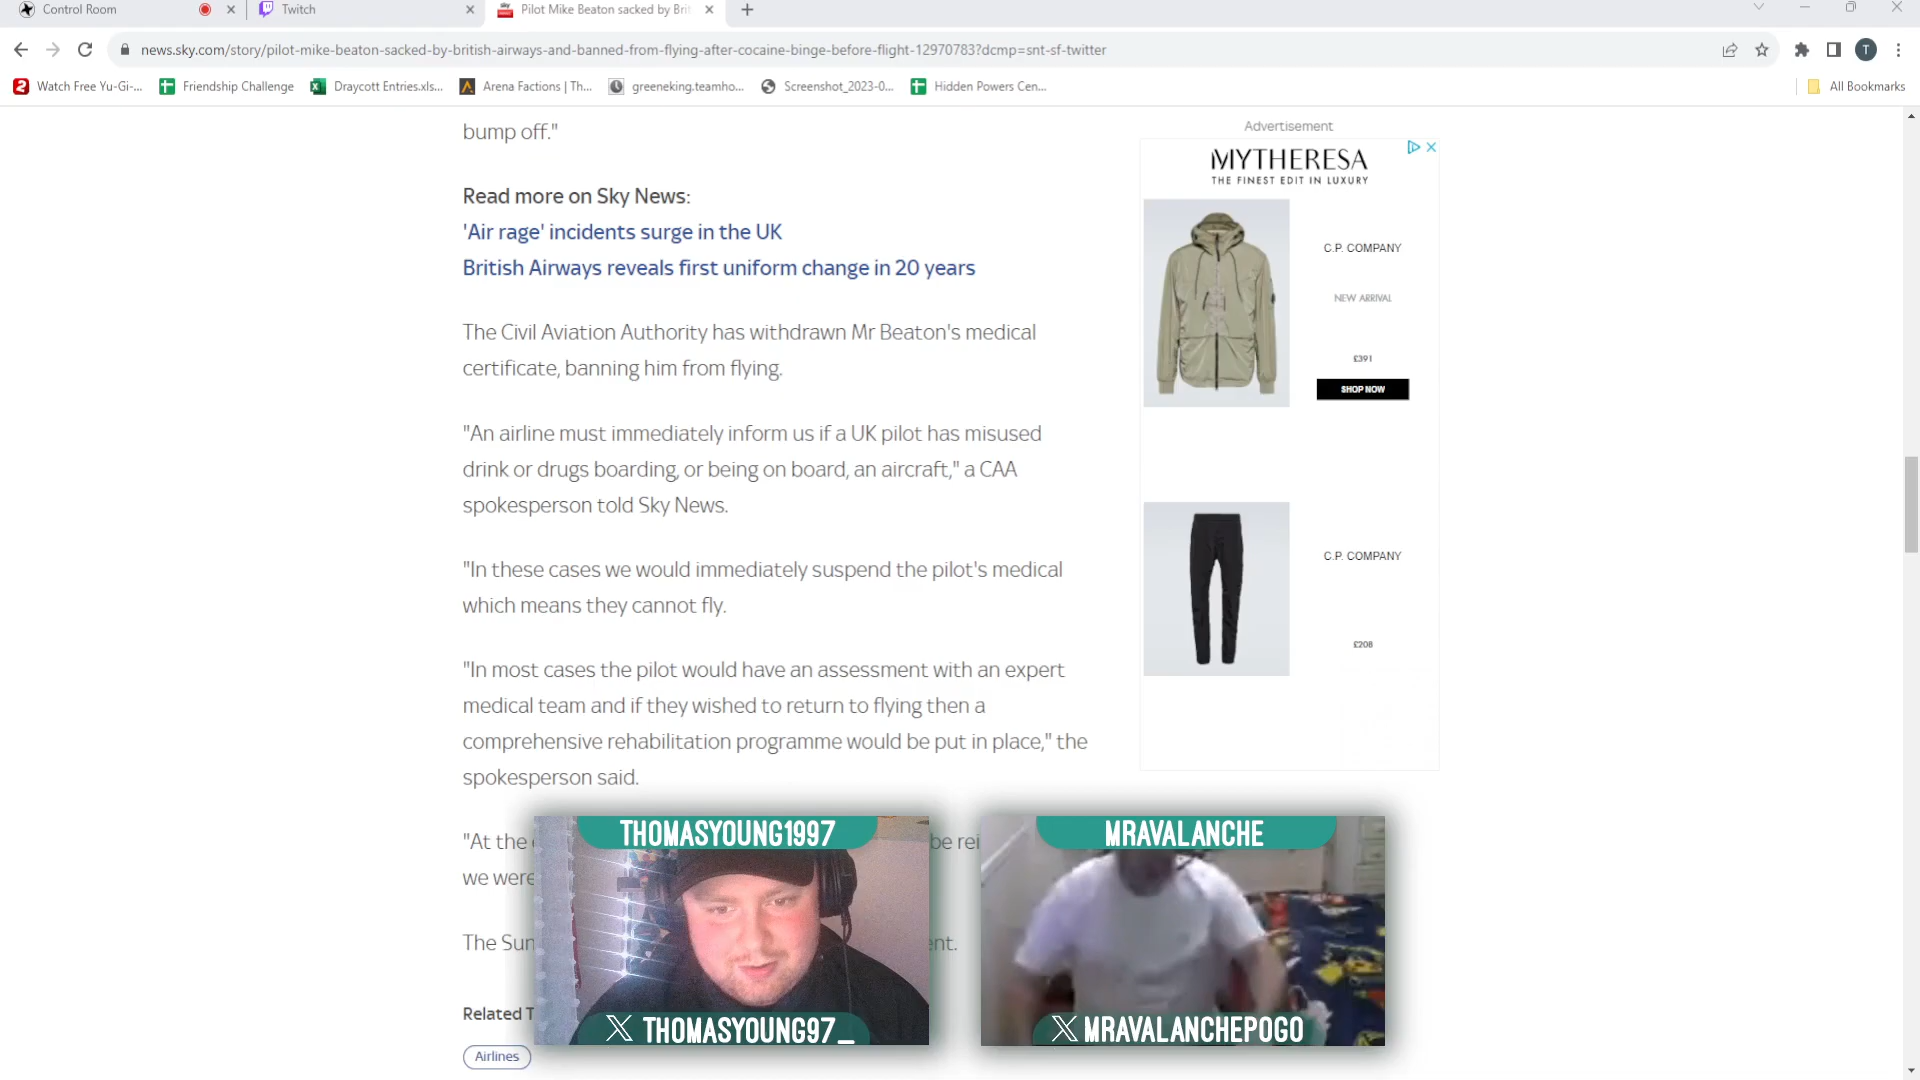 Control Room
Twitch
Pilot Mike Beaton sacked by Bri
news.sky.com/story/pilot-mike-beaton-sacked-by-british-airways-and-banned-from-flying-after-cocaine-binge-before-flight-12970783?dcmp=snt-sf-twitter
T
Watch Free Yu-Gi-...
Friendship Challenge
Draycott Entries.xls...
Arena Factions | Th...
greeneking.teamho...
Screenshot_2023-0...
Hidden Powers Cen...
All Bookmarks
bump off."
Read more on Sky News:
'Air rage' incidents surge in the UK
British Airways reveals first uniform change in 20 years
The Civil Aviation Authority has withdrawn Mr Beaton's medical
certificate, banning him from flying.
"An airline must immediately inform us if a UK pilot has misused
drink or drugs boarding, or being on board, an aircraft," a CAA
spokesperson told Sky News.
"In these cases we would immediately suspend the pilot's medical
which means they cannot fly.
"In most cases the pilot would have an assessment with an expert
medical team and if they wished to return to flying then a
comprehensive rehabilitation programme would be put in place," the
spokesperson said.
"At the
be rei
we were
The Sun
ent.
Related T
Airlines
Advertisement
MYTHERESA
THE FINEST EDIT IN LUXURY
C.P. COMPANY
NEW ARRIVAL
£391
SHOP NOW
C.P. COMPANY
£208
THOMASYOUNG1997
X THOMASYOUNG97_
MRAVALANCHE
X MRAVALANCHEPOGO